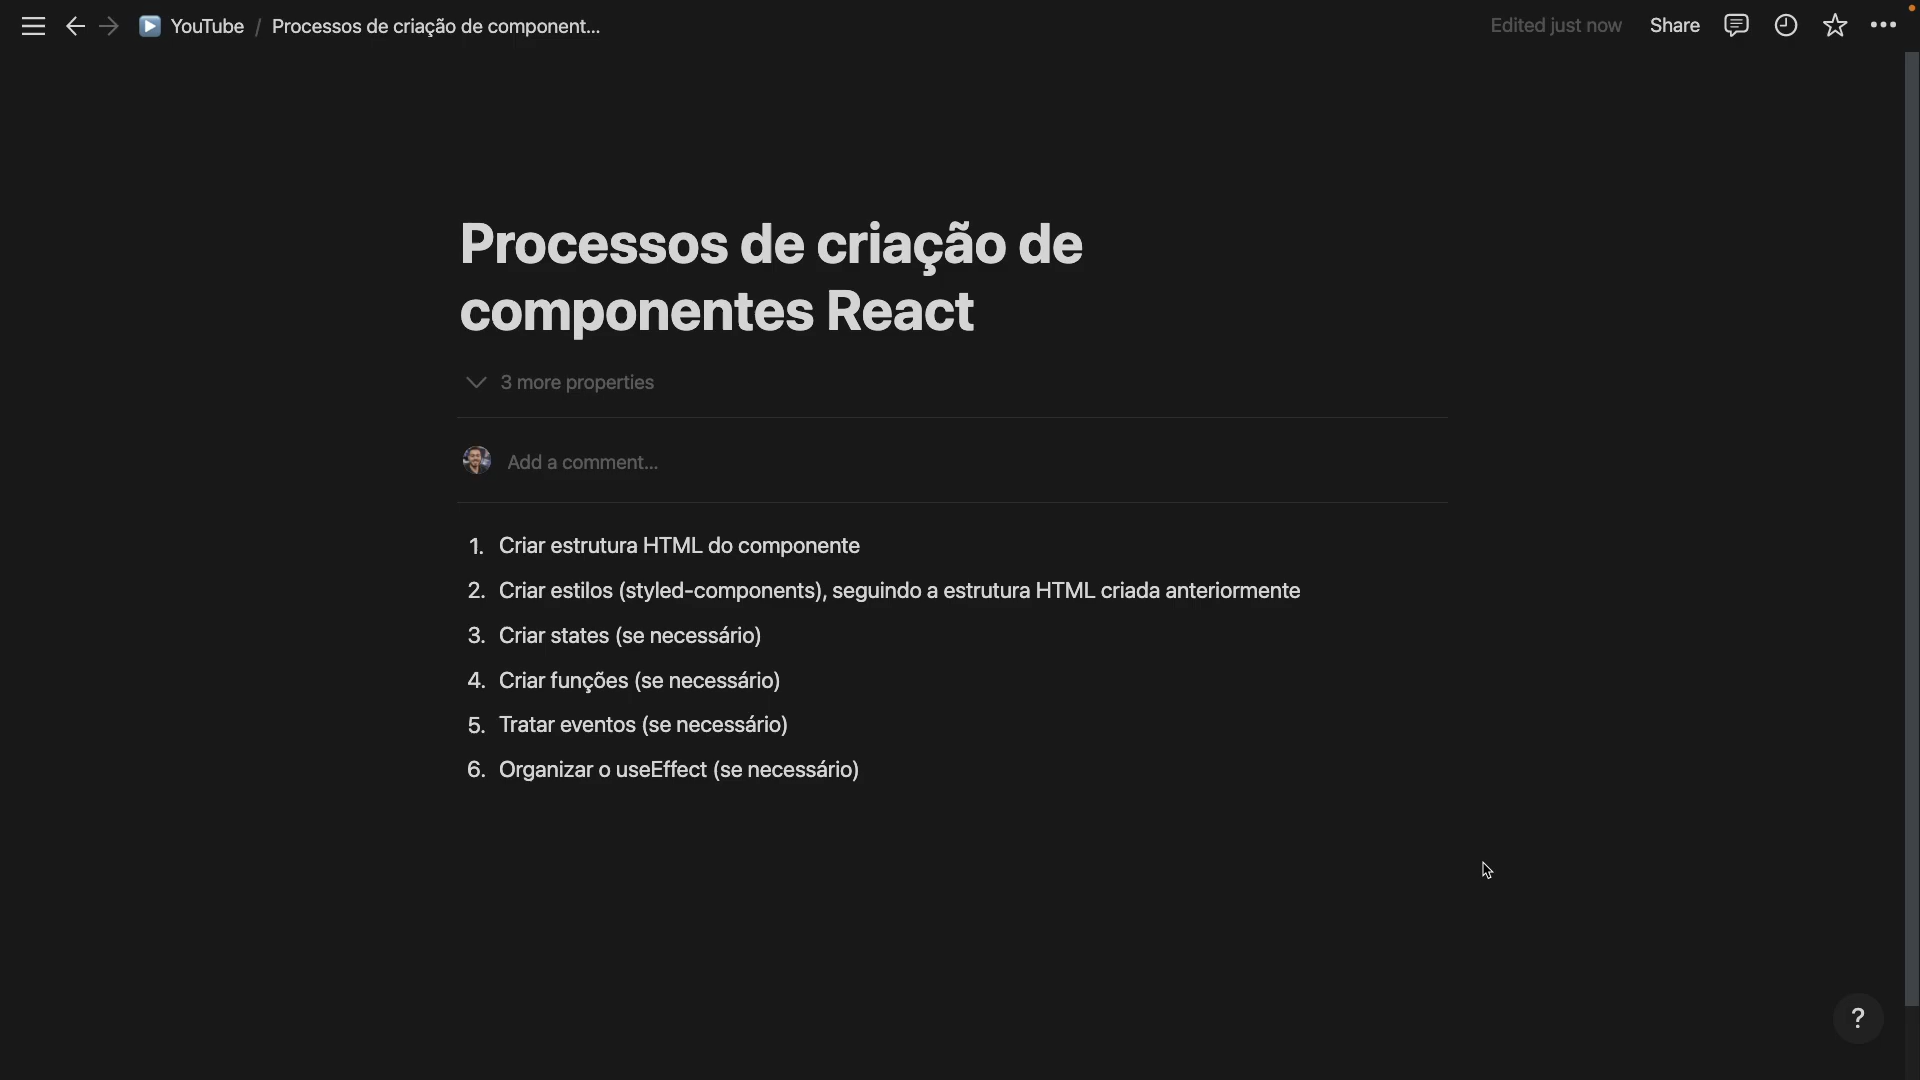 YouTube / Processos de criação de component...
Edited just now
Share
Processos de criação de
componentes React
3 more properties
Add a comment...
1. Criar estrutura HTML do componente
2. Criar estilos (styled-components), seguindo a estrutura HTML criada anteriormente
3. Criar states (se necessário)
4. Criar funções (se necessário)
5. Tratar eventos (se necessário)
6. Organizar o useEffect (se necessário)
?